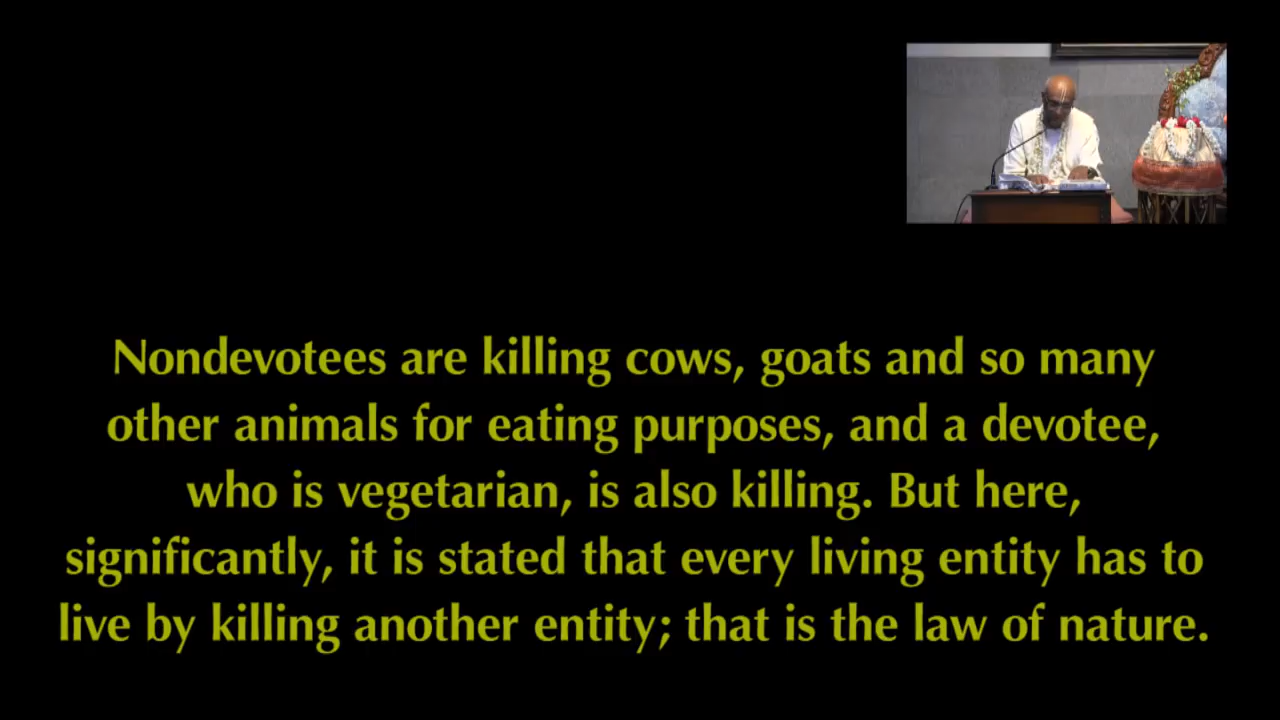 Nondevotees are killing cows, goats and so many
other animals for eating purposes, and a devotee,
who is vegetarian, is also killing. But here,
significantly, it is stated that every living entity has to
live by killing another entity; that is the law of nature.